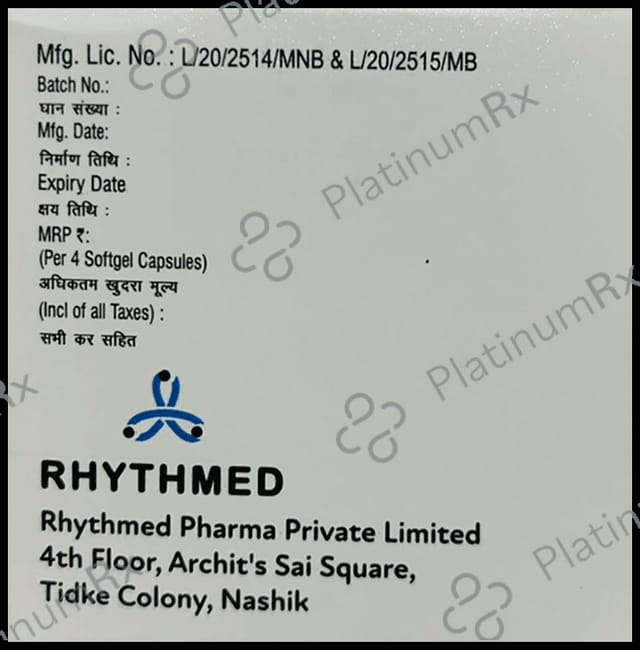 Mfg. Lic. No. : L/20/2514/MNB & L/20/2515/MB
Batch No.:
घान संख्या :
Mfg. Date:
निर्माण तिथि :
Expiry Date
क्षय तिथि :
MRP ₹:
(Per 4 Softgel Capsules)
अधिकतम खुदरा मूल्य
(Incl of all Taxes) :
सभी कर सहित
RHYTHMED
Rhythmed Pharma Private Limited
4th Floor, Archit's Sai Square,
Tidke Colony, Nashik
PlatinumRx
PlatinumRx